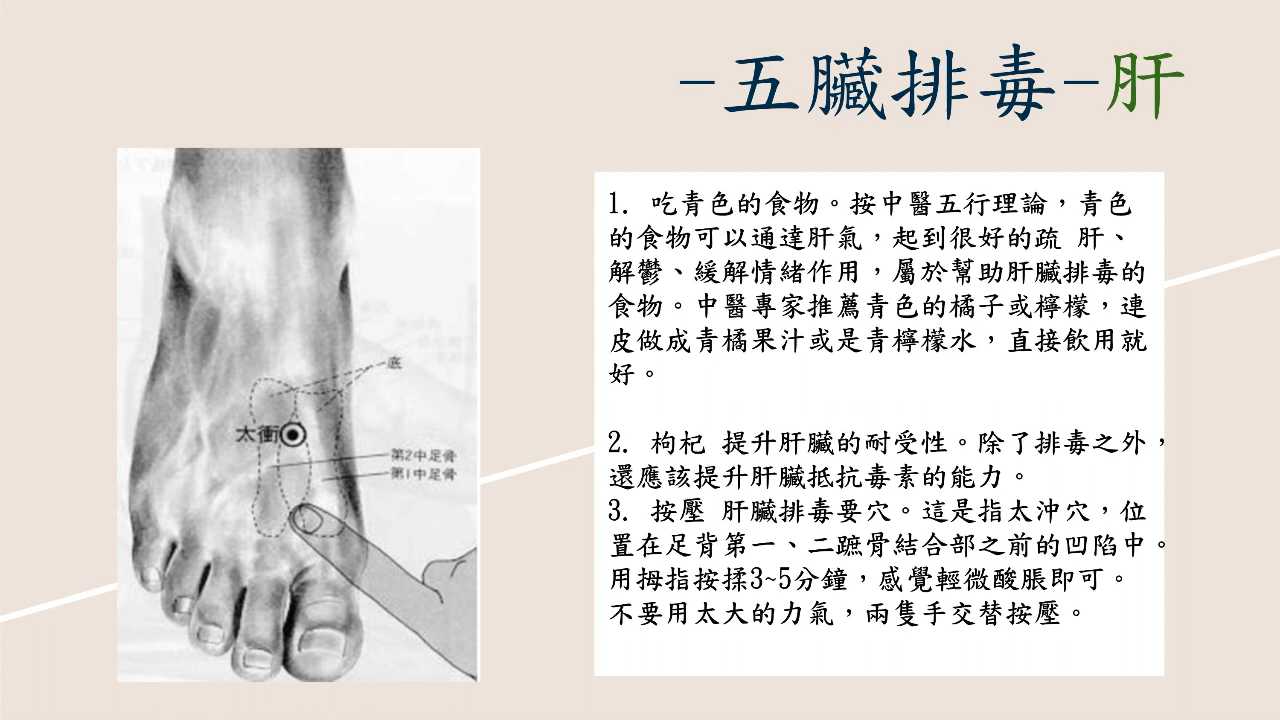 -五臟排毒-肝
1. 吃青色的食物。按中醫五行理論，青色
的食物可以通達肝氣，起到很好的疏 肝、
解鬱、緩解情緒作用，屬於幫助肝臟排毒的
食物。中醫專家推薦青色的橘子或檸檬，連
皮做成青橘果汁或是青檸檬水，直接飲用就
好。
2. 枸杞 提升肝臟的耐受性。除了排毒之外，
還應該提升肝臟抵抗毒素的能力。
3. 按壓 肝臟排毒要穴。這是指太沖穴，位
置在足背第一、二蹠骨結合部之前的凹陷中。
用拇指按揉3~5分鐘，感覺輕微酸脹即可。
不要用太大的力氣，兩隻手交替按壓。
底
太衝
第2中足骨
第1中足骨